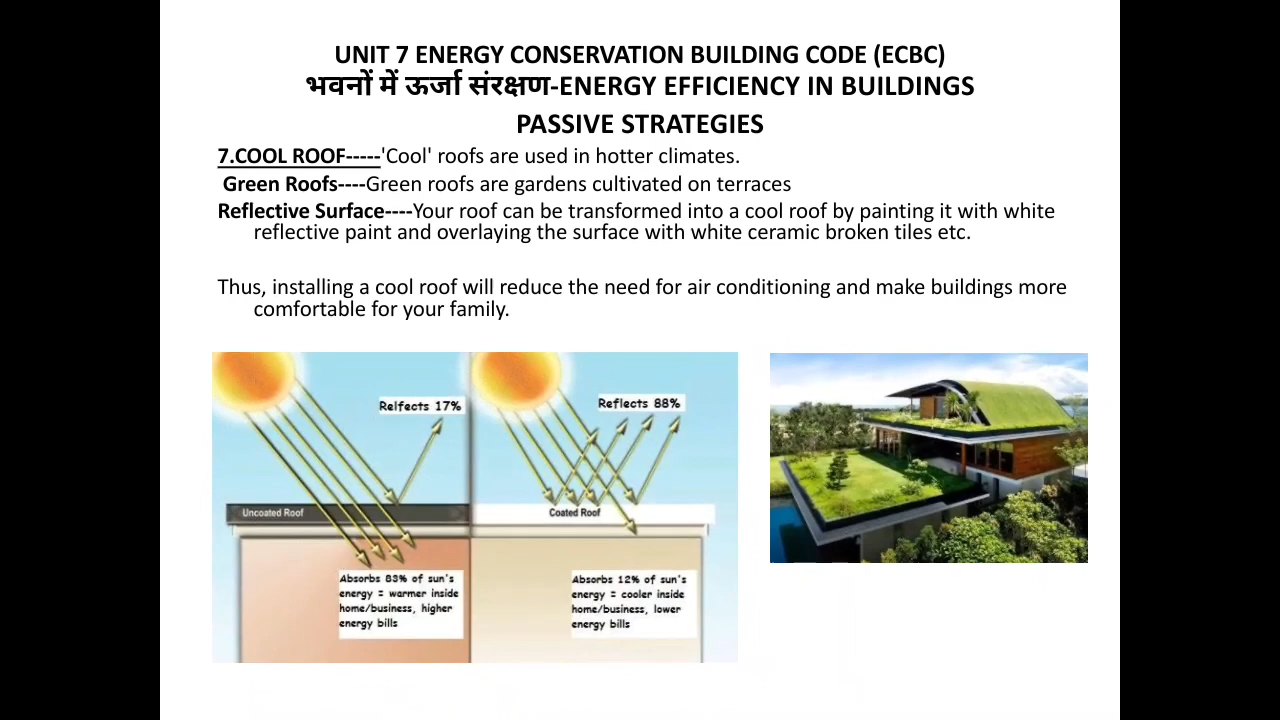 UNIT 7 ENERGY CONSERVATION BUILDING CODE (ECBC)
भवनों में ऊर्जा संरक्षण-ENERGY EFFICIENCY IN BUILDINGS
PASSIVE STRATEGIES
7.COOL ROOF-----'Cool' roofs are used in hotter climates.
Green Roofs----Green roofs are gardens cultivated on terraces
Reflective Surface----Your roof can be transformed into a cool roof by painting it with white
reflective paint and overlaying the surface with white ceramic broken tiles etc.
Thus, installing a cool roof will reduce the need for air conditioning and make buildings more
comfortable for your family.
Relfects 17%
Uncoated Roof
Absorbs 83% of sun's
energy = warmer inside
home/business, higher
energy bills
Reflects 88%
Coated Roof
Absorbs 12% of sun's
energy = cooler inside
home/business, lower
energy bills